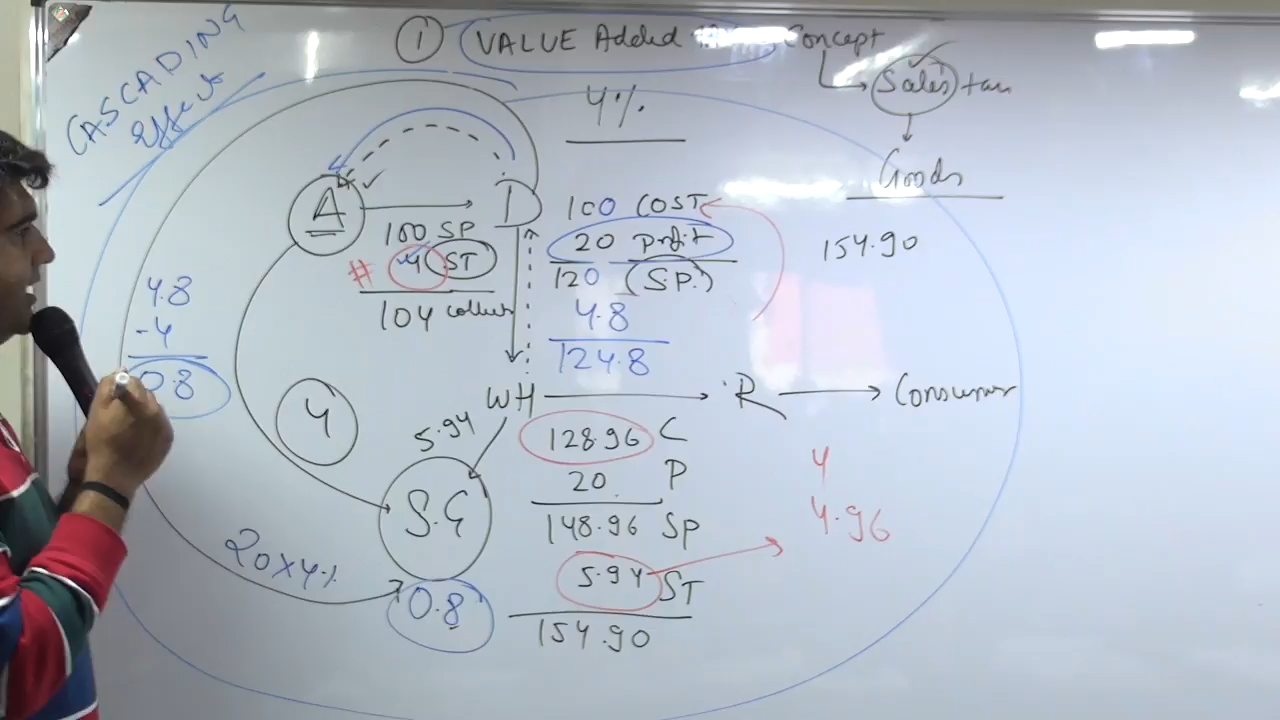 CASCADING
Effect
① VALUE Added Concept
Sales tax
Goods
154.90
4%
A
D
100 SP
# 4 ST
104 collect
100 COST
20 Profit
120 (S.P.)
4.8
124.8
4.8
-4
0.8
4
WH
R
Consumer
5.94
S.G
128.96 C
20 P
148.96 SP
5.94 ST
154.90
4
4.96
20x4%
0.8